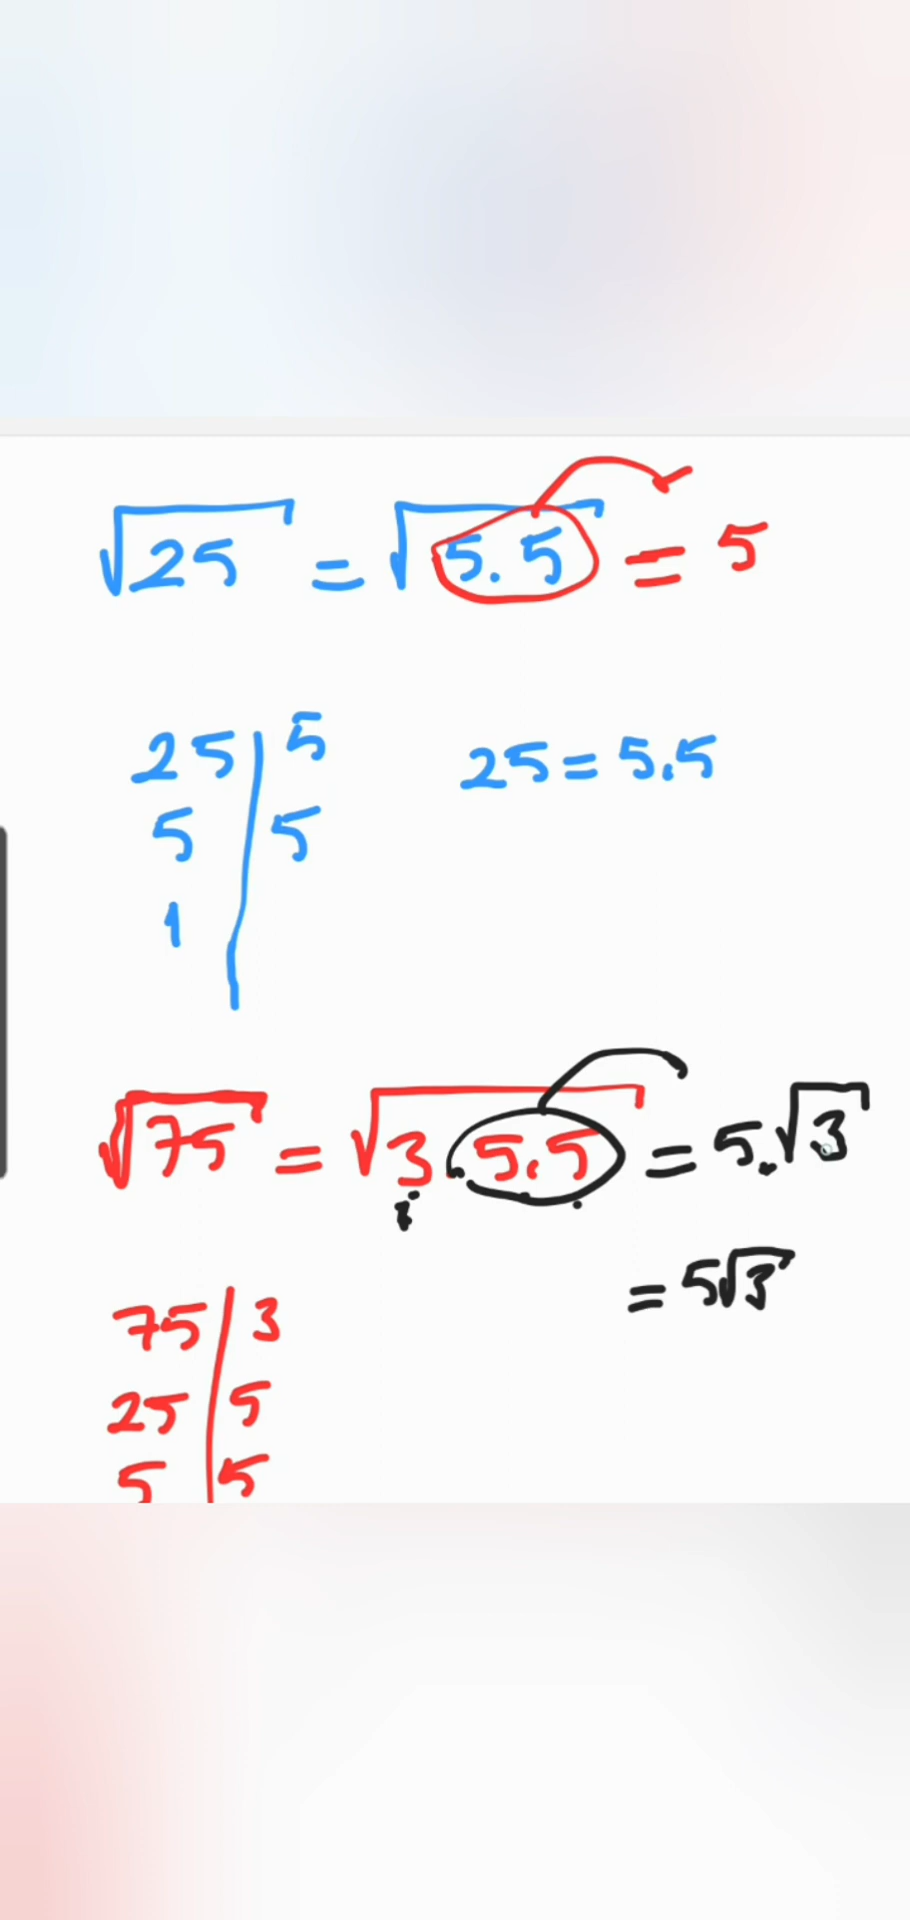 √25 = √5.5 = 5
25 | 5
5 | 5
1 |
25 = 5.5
√75 = √3.5.5 = 5.√3
= 5√3
75 | 3
25 | 5
5 | 5